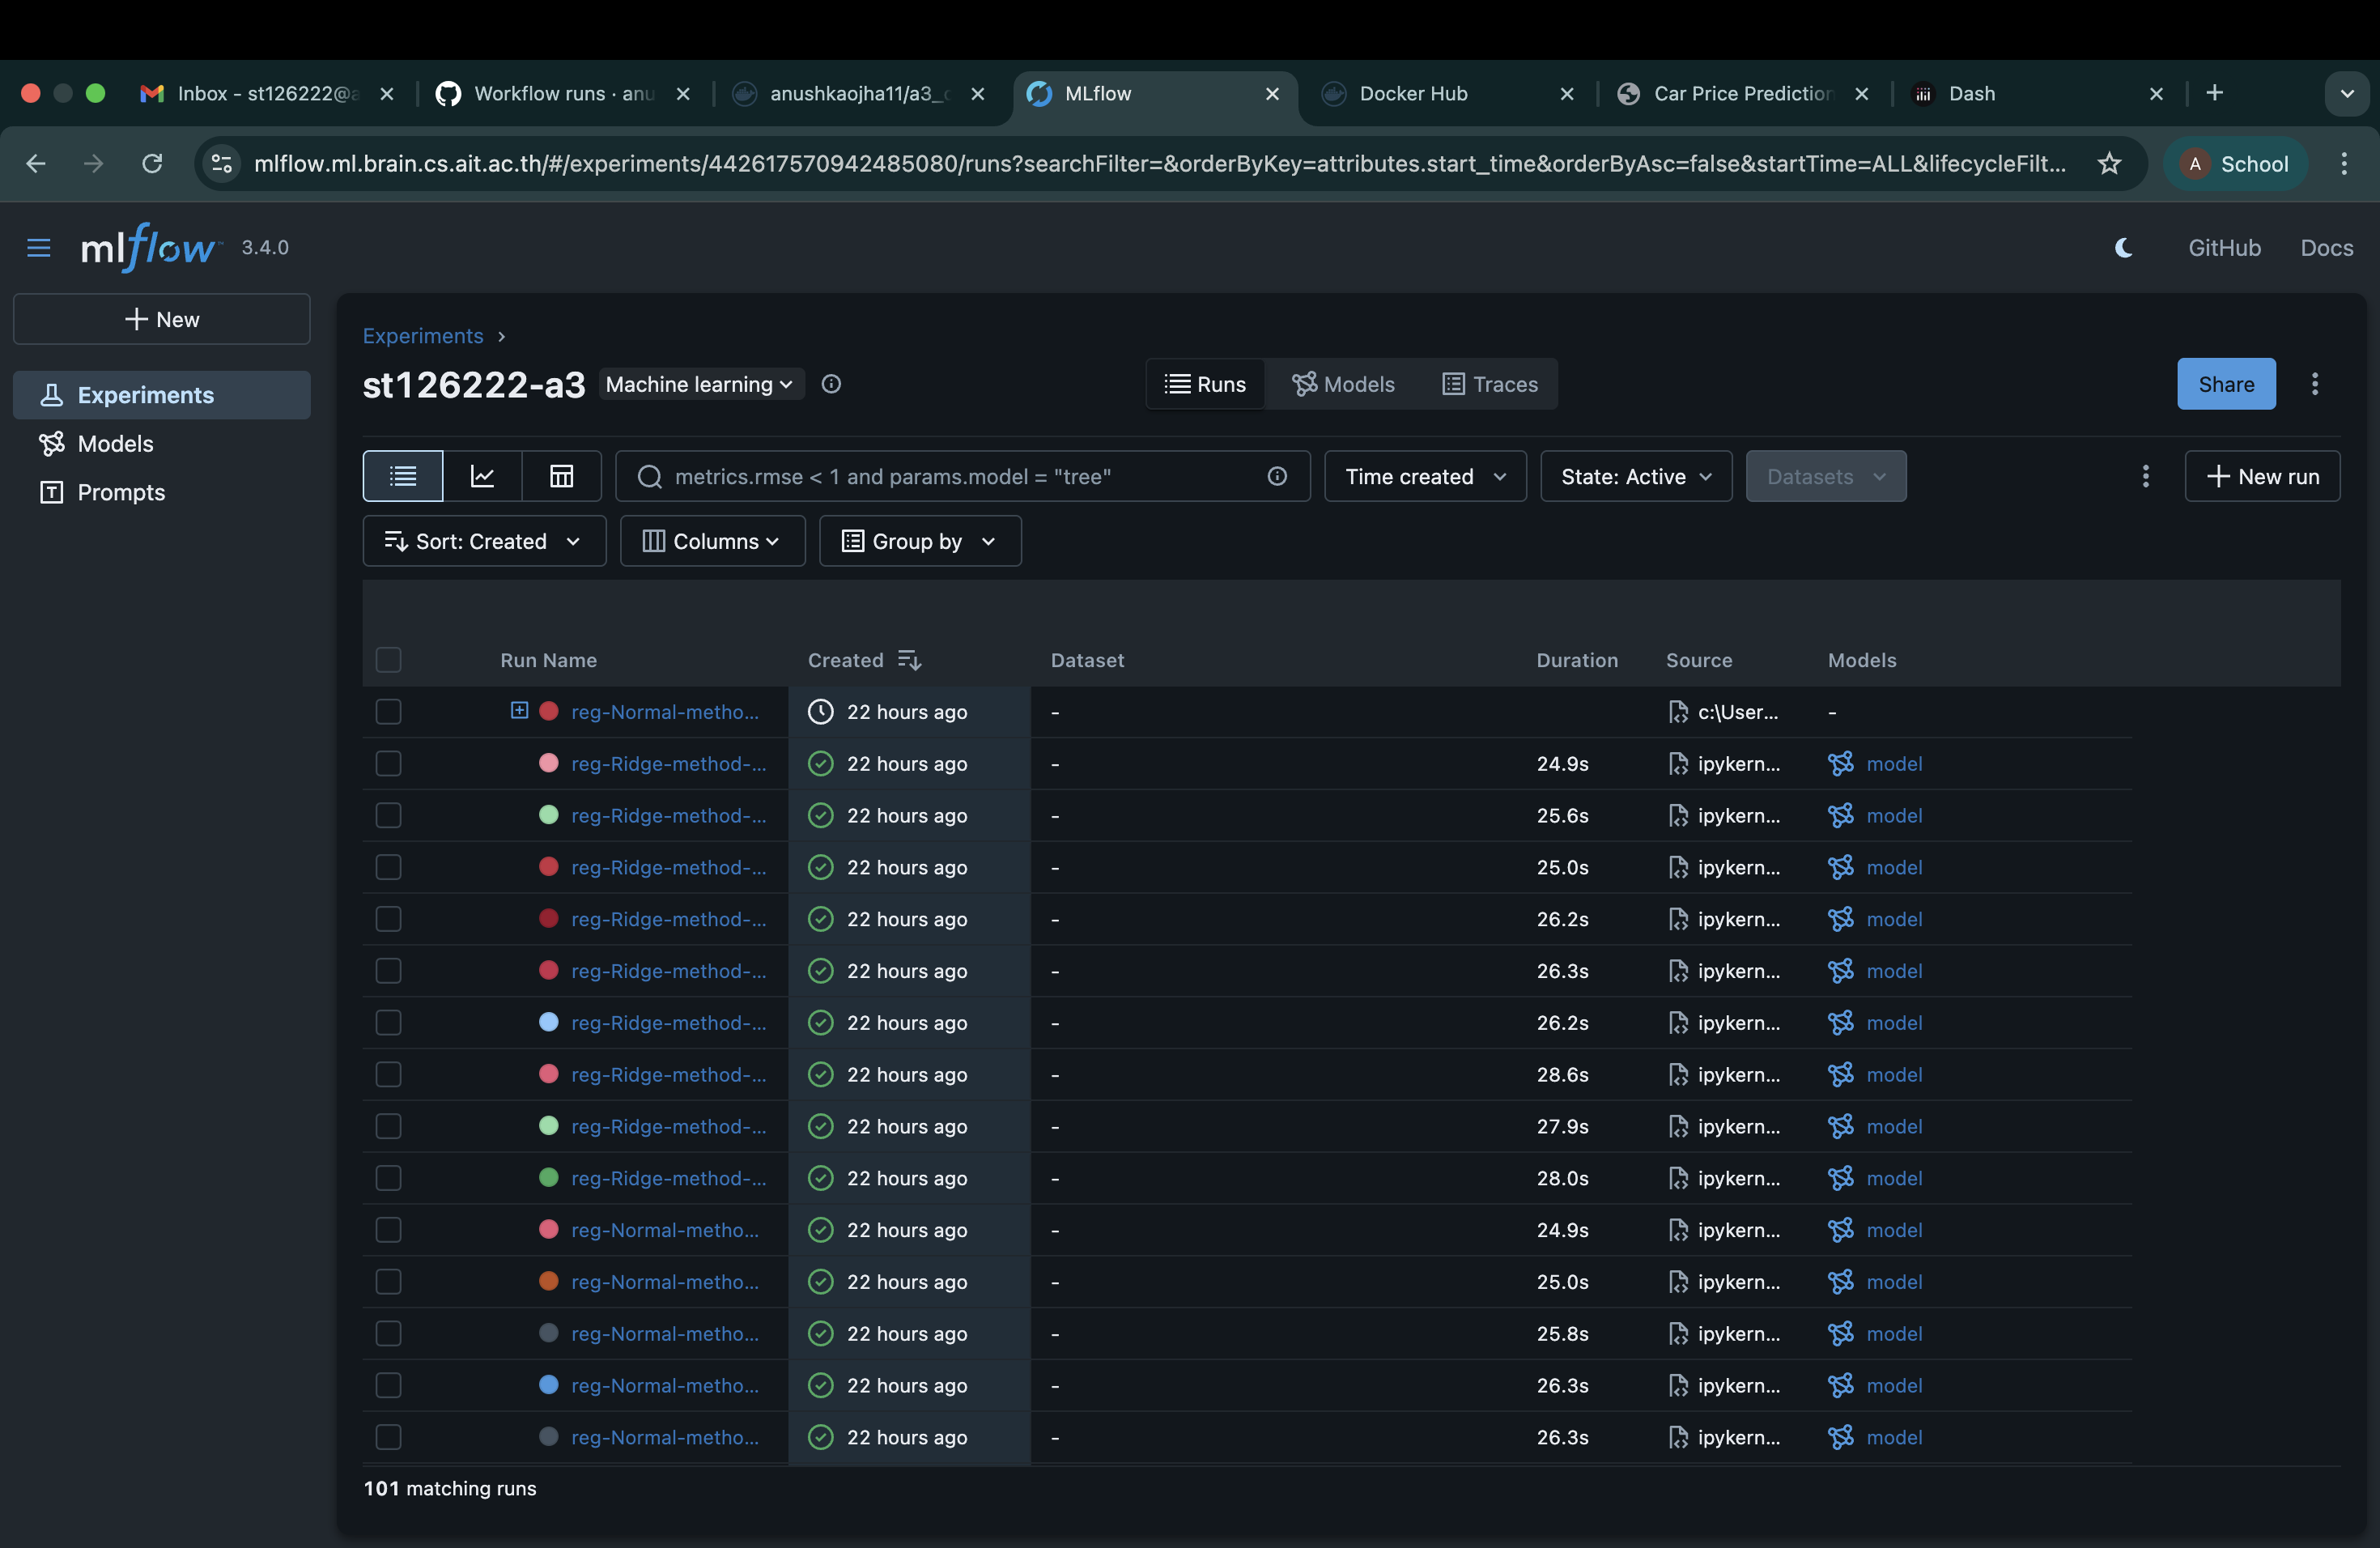 Inbox - st126222@a
Workflow runs · anu
anushkaojha11/a3_c
MLflow
Docker Hub
Car Price Prediction
Dash
mlflow.ml.brain.cs.ait.ac.th/#/experiments/442617570942485080/runs?searchFilter=&orderByKey=attributes.start_time&orderByAsc=false&startTime=ALL&lifecycleFilt...
A School
mlflow 3.4.0
GitHub Docs
New
Experiments
Models
Prompts
Experiments
st126222-a3 Machine learning
Runs Models Traces
Share
metrics.rmse < 1 and params.model = "tree"
Time created State: Active Datasets
New run
Sort: Created Columns Group by
Run Name Created Dataset Duration Source Models
reg-Normal-metho... 22 hours ago - c:\User... -
reg-Ridge-method-... 22 hours ago - 24.9s ipykern... model
reg-Ridge-method-... 22 hours ago - 25.6s ipykern... model
reg-Ridge-method-... 22 hours ago - 25.0s ipykern... model
reg-Ridge-method-... 22 hours ago - 26.2s ipykern... model
reg-Ridge-method-... 22 hours ago - 26.3s ipykern... model
reg-Ridge-method-... 22 hours ago - 26.2s ipykern... model
reg-Ridge-method-... 22 hours ago - 28.6s ipykern... model
reg-Ridge-method-... 22 hours ago - 27.9s ipykern... model
reg-Ridge-method-... 22 hours ago - 28.0s ipykern... model
reg-Normal-metho... 22 hours ago - 24.9s ipykern... model
reg-Normal-metho... 22 hours ago - 25.0s ipykern... model
reg-Normal-metho... 22 hours ago - 25.8s ipykern... model
reg-Normal-metho... 22 hours ago - 26.3s ipykern... model
reg-Normal-metho... 22 hours ago - 26.3s ipykern... model
101 matching runs